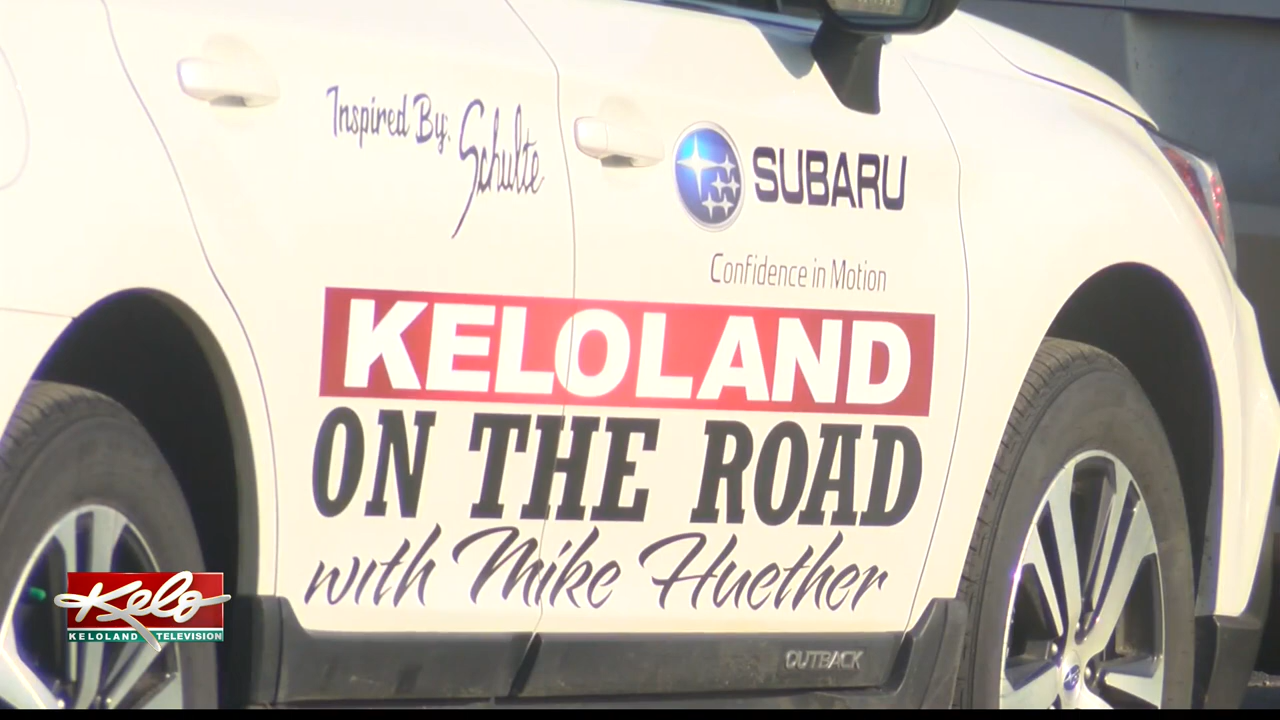 Inspired By:
Schulte
SUBARU
Confidence in Motion
KELOLAND
ON THE ROAD
with Mike Huether
OUTBACK
Kelo
KELOLAND TELEVISION